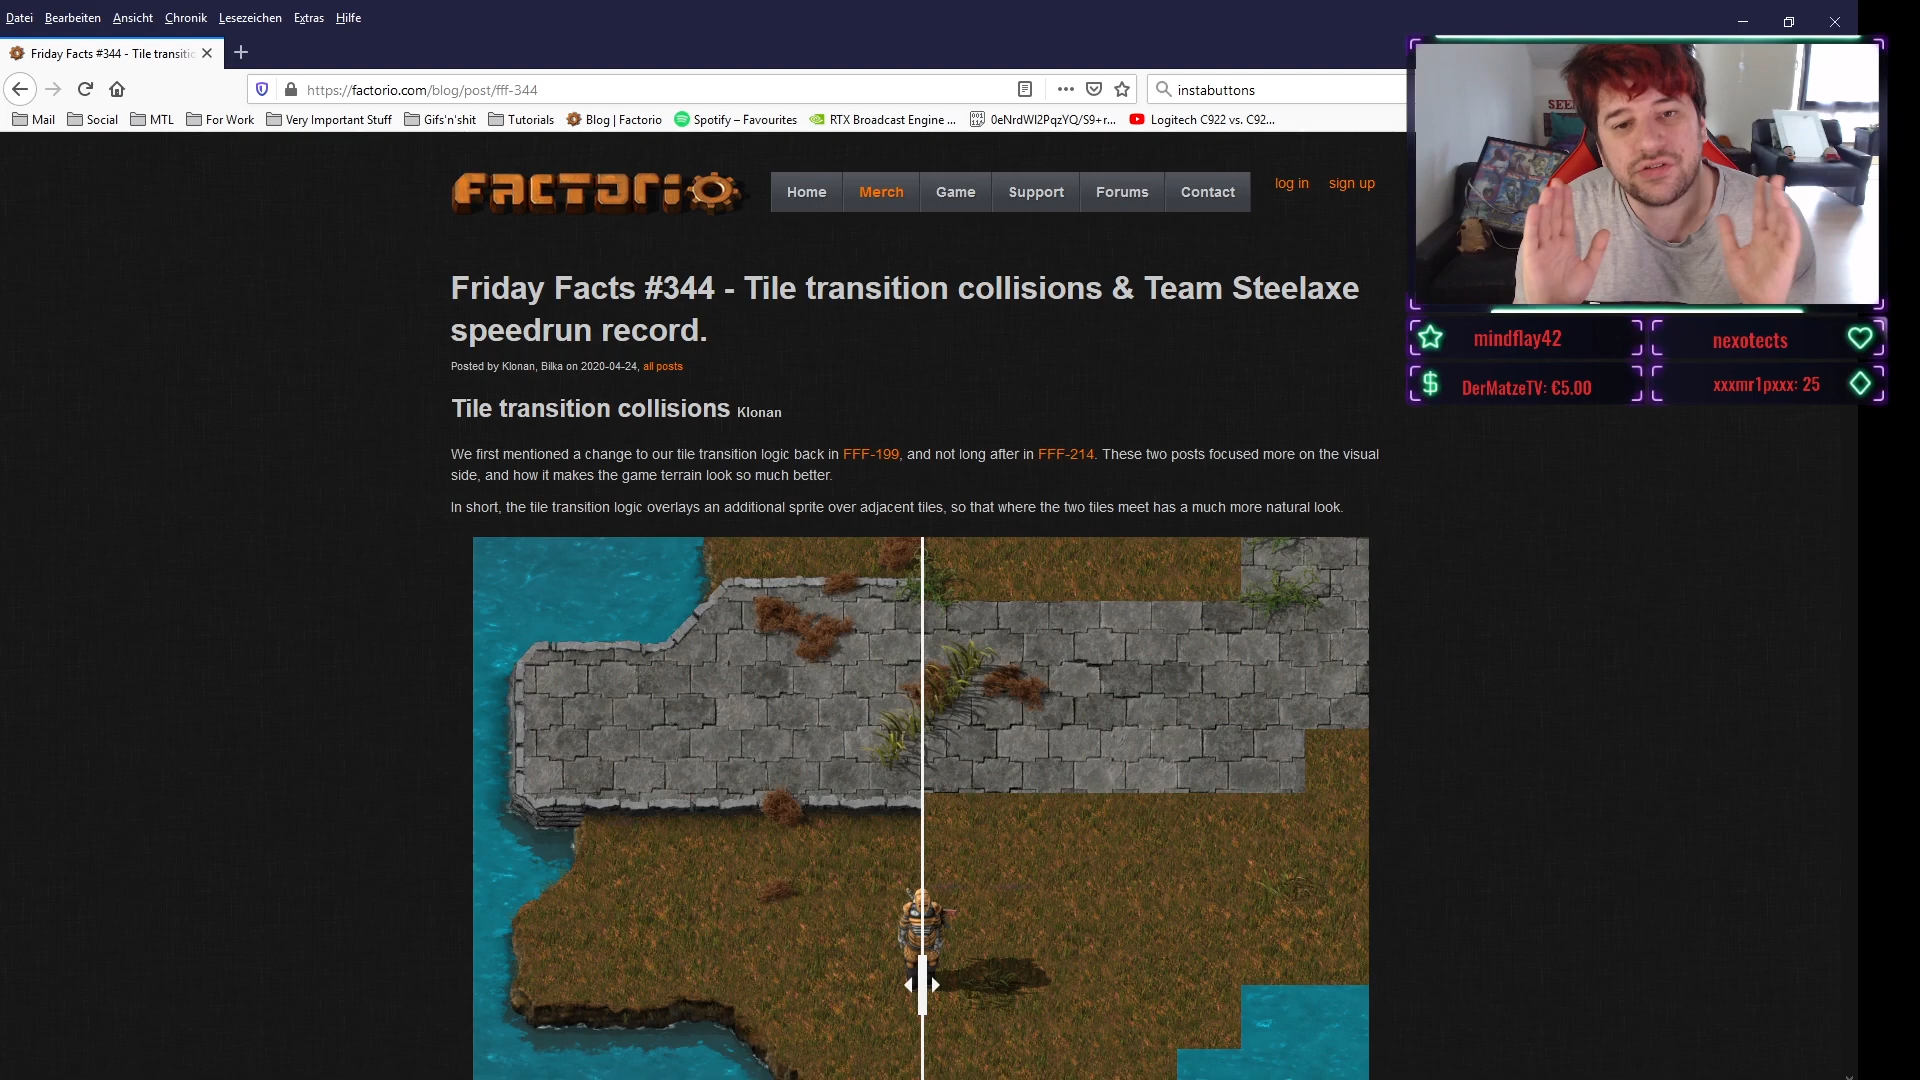 Datei Bearbeiten Ansicht Chronik Lesezeichen Extras Hilfe
Friday Facts #344 - Tile transitio
https://factorio.com/blog/post/fff-344
instabuttons
Mail Social MTL For Work Very Important Stuff Gifs'n'shit Tutorials Blog | Factorio Spotify – Favourites RTX Broadcast Engine ... 0eNrdWl2PqzYQ/S9+r... Logitech C922 vs. C92...
FACTORIO
Home Merch Game Support Forums Contact
log in sign up
Friday Facts #344 - Tile transition collisions & Team Steelaxe
speedrun record.
Posted by Klonan, Bilka on 2020-04-24, all posts
Tile transition collisions Klonan
We first mentioned a change to our tile transition logic back in FFF-199, and not long after in FFF-214. These two posts focused more on the visual
side, and how it makes the game terrain look so much better.
In short, the tile transition logic overlays an additional sprite over adjacent tiles, so that where the two tiles meet has a much more natural look.
mindflay42
nexotects
DerMatzeTV: €5.00
xxxmr1pxxx: 25